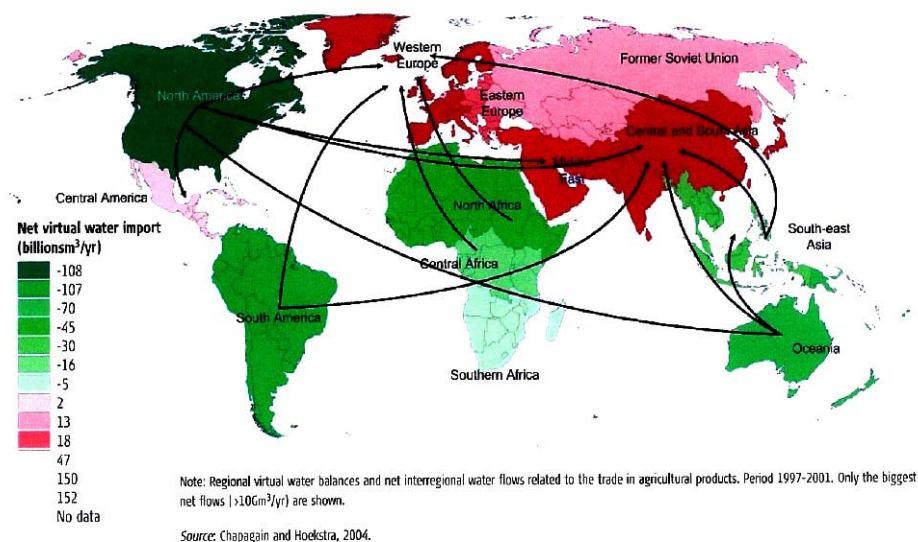 Western
Europe
Former Soviet Union
North America
Eastern
Europe
Central and South Asia
Middle
East
Central America
North Africa
South-east
Asia
Central Africa
South America
Oceania
Southern Africa
Net virtual water import
(billionsm³/yr)
-108
-107
-70
-45
-30
-16
-5
2
13
18
47
150
152
No data
Note: Regional virtual water balances and net interregional water flows related to the trade in agricultural products. Period 1997-2001. Only the biggest
net flows (>10Gm³/yr) are shown.
Source: Chapagain and Hoekstra, 2004.